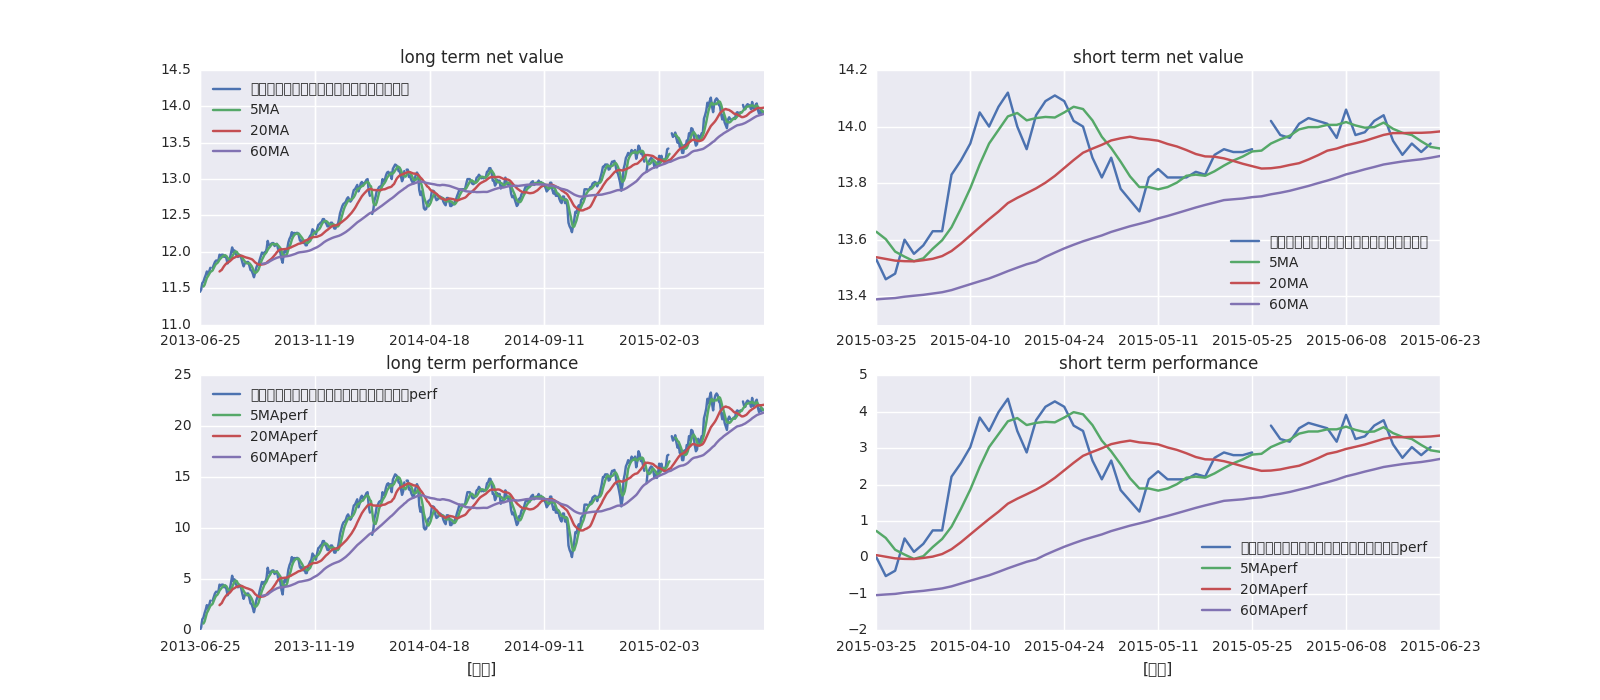 long term net value
14.5
14.0
13.5
13.0
12.5
12.0
11.5
11.0
5MA
20MA
60MA
2013-06-25 2013-11-19 2014-04-18 2014-09-11 2015-02-03
short term net value
14.2
14.0
13.8
13.6
13.4
5MA
20MA
60MA
2015-03-25 2015-04-10 2015-04-24 2015-05-11 2015-05-25 2015-06-08 2015-06-23
long term performance
25
20
15
10
5
0
perf
5MAperf
20MAperf
60MAperf
2013-06-25 2013-11-19 2014-04-18 2014-09-11 2015-02-03
short term performance
5
4
3
2
1
0
−1
−2
perf
5MAperf
20MAperf
60MAperf
2015-03-25 2015-04-10 2015-04-24 2015-05-11 2015-05-25 2015-06-08 2015-06-23